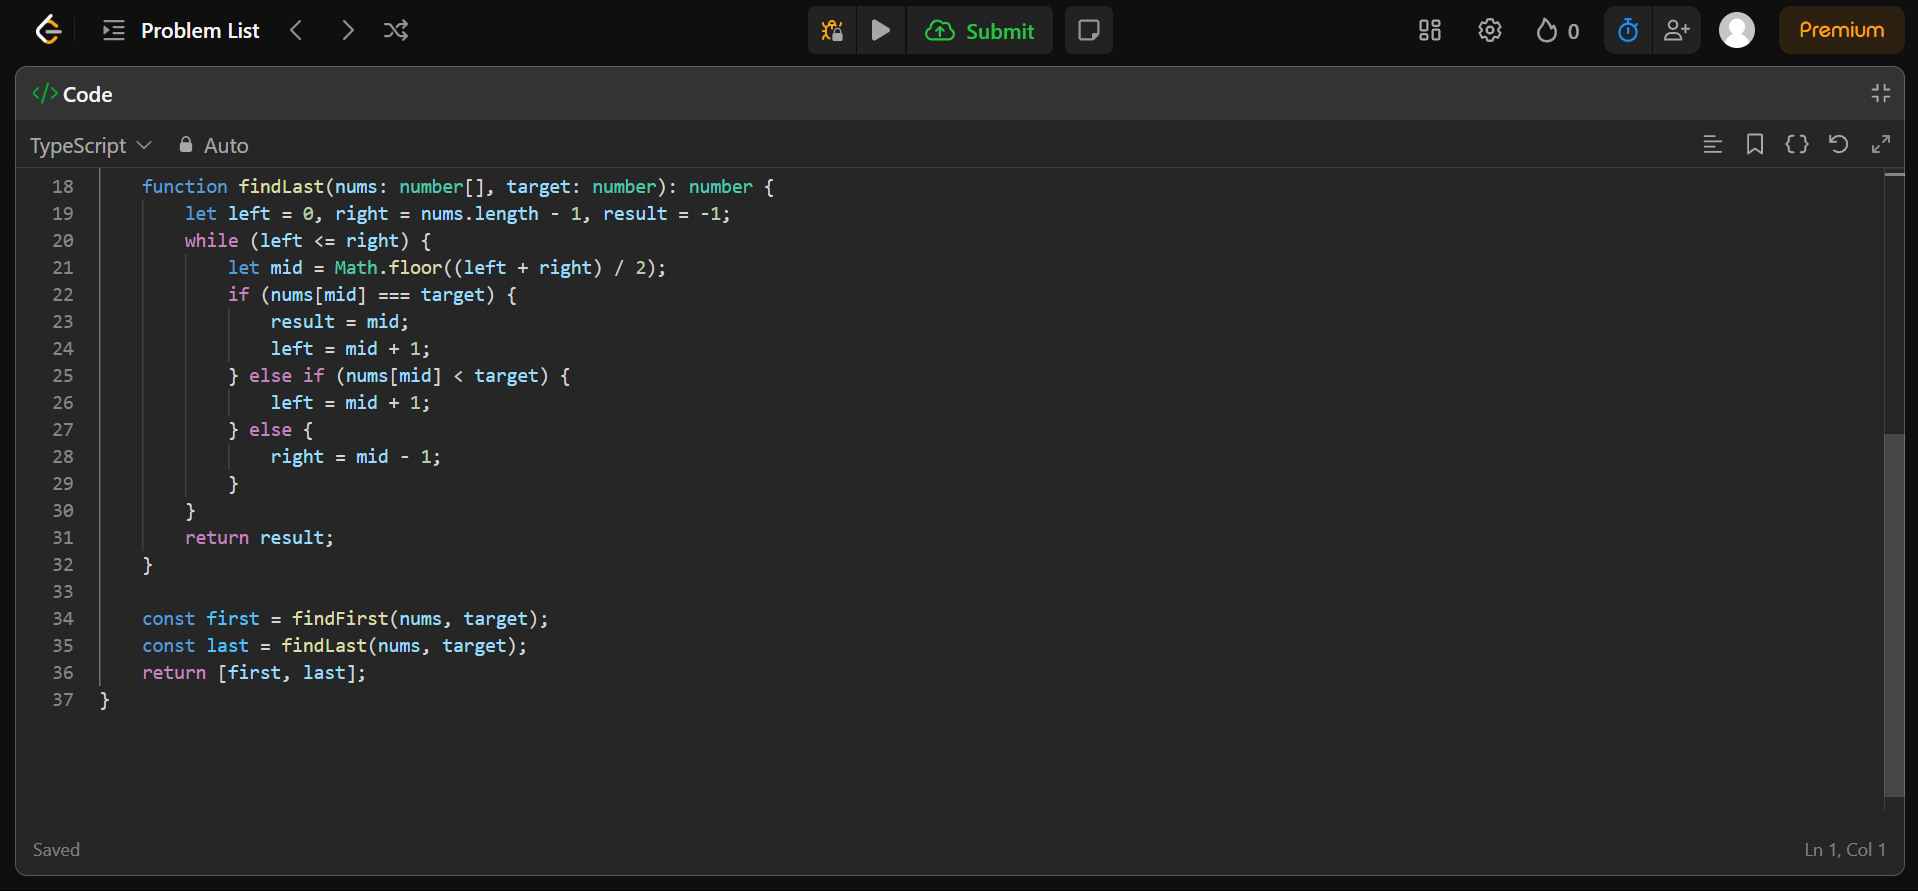 Problem List
Submit
0
Premium
</> Code
TypeScript
Auto
18 function findLast(nums: number[], target: number): number {
19 let left = 0, right = nums.length - 1, result = -1;
20 while (left <= right) {
21 let mid = Math.floor((left + right) / 2);
22 if (nums[mid] === target) {
23 result = mid;
24 left = mid + 1;
25 } else if (nums[mid] < target) {
26 left = mid + 1;
27 } else {
28 right = mid - 1;
29 }
30 }
31 return result;
32 }
33
34 const first = findFirst(nums, target);
35 const last = findLast(nums, target);
36 return [first, last];
37 }
Saved
Ln 1, Col 1